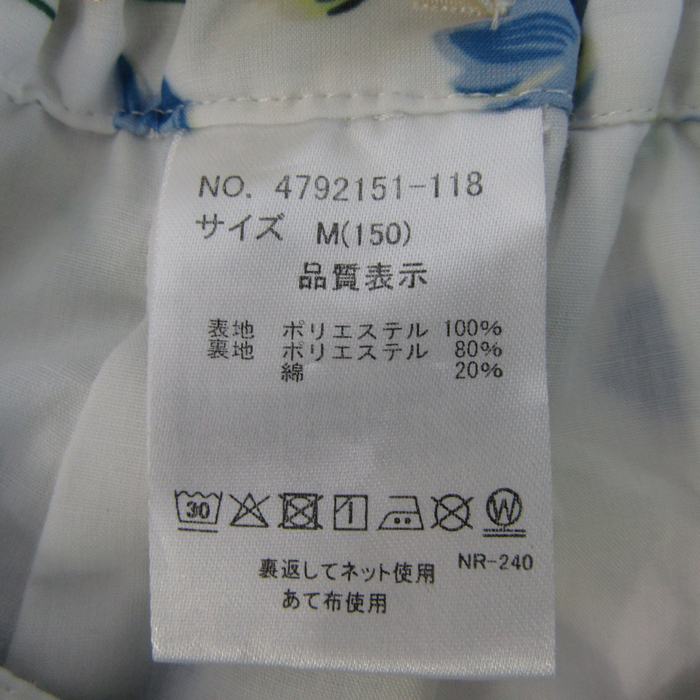 NO. 4792151-118
サイズ M(150)
品質表示
表地 ポリエステル 100%
裏地 ポリエステル 80%
綿 20%
30 W
裏返してネット使用 NR-240
あて布使用